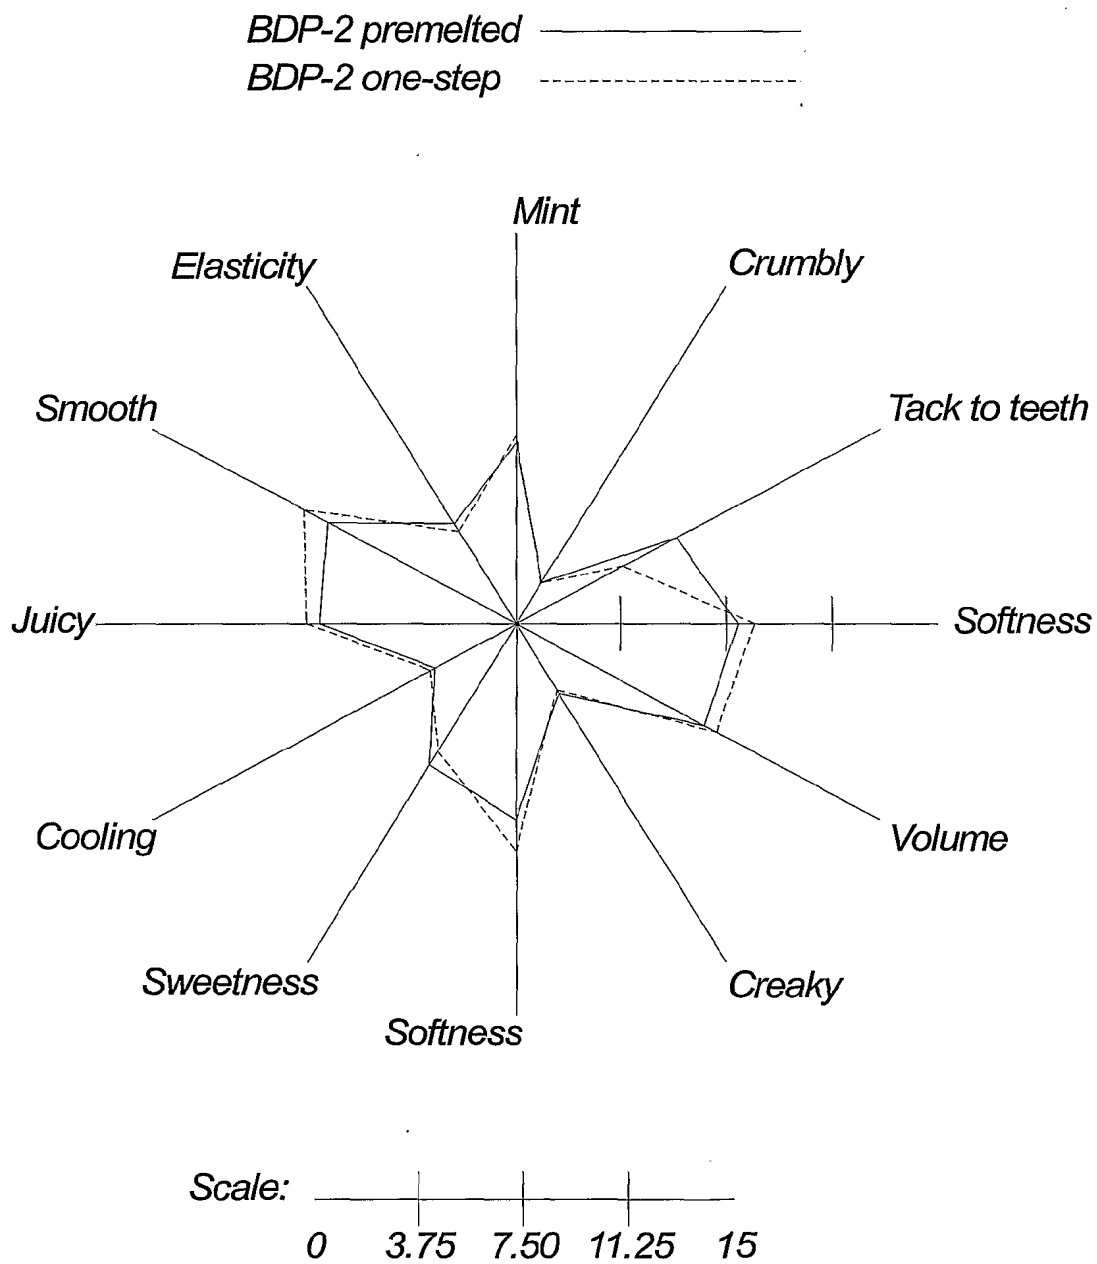 BDP-2 premelted
BDP-2 one-step
Mint
Elasticity
Crumbly
Smooth
Tack to teeth
Juicy
Softness
Cooling
Volume
Sweetness
Creaky
Softness
Scale:
0 3.75 7.50 11.25 15